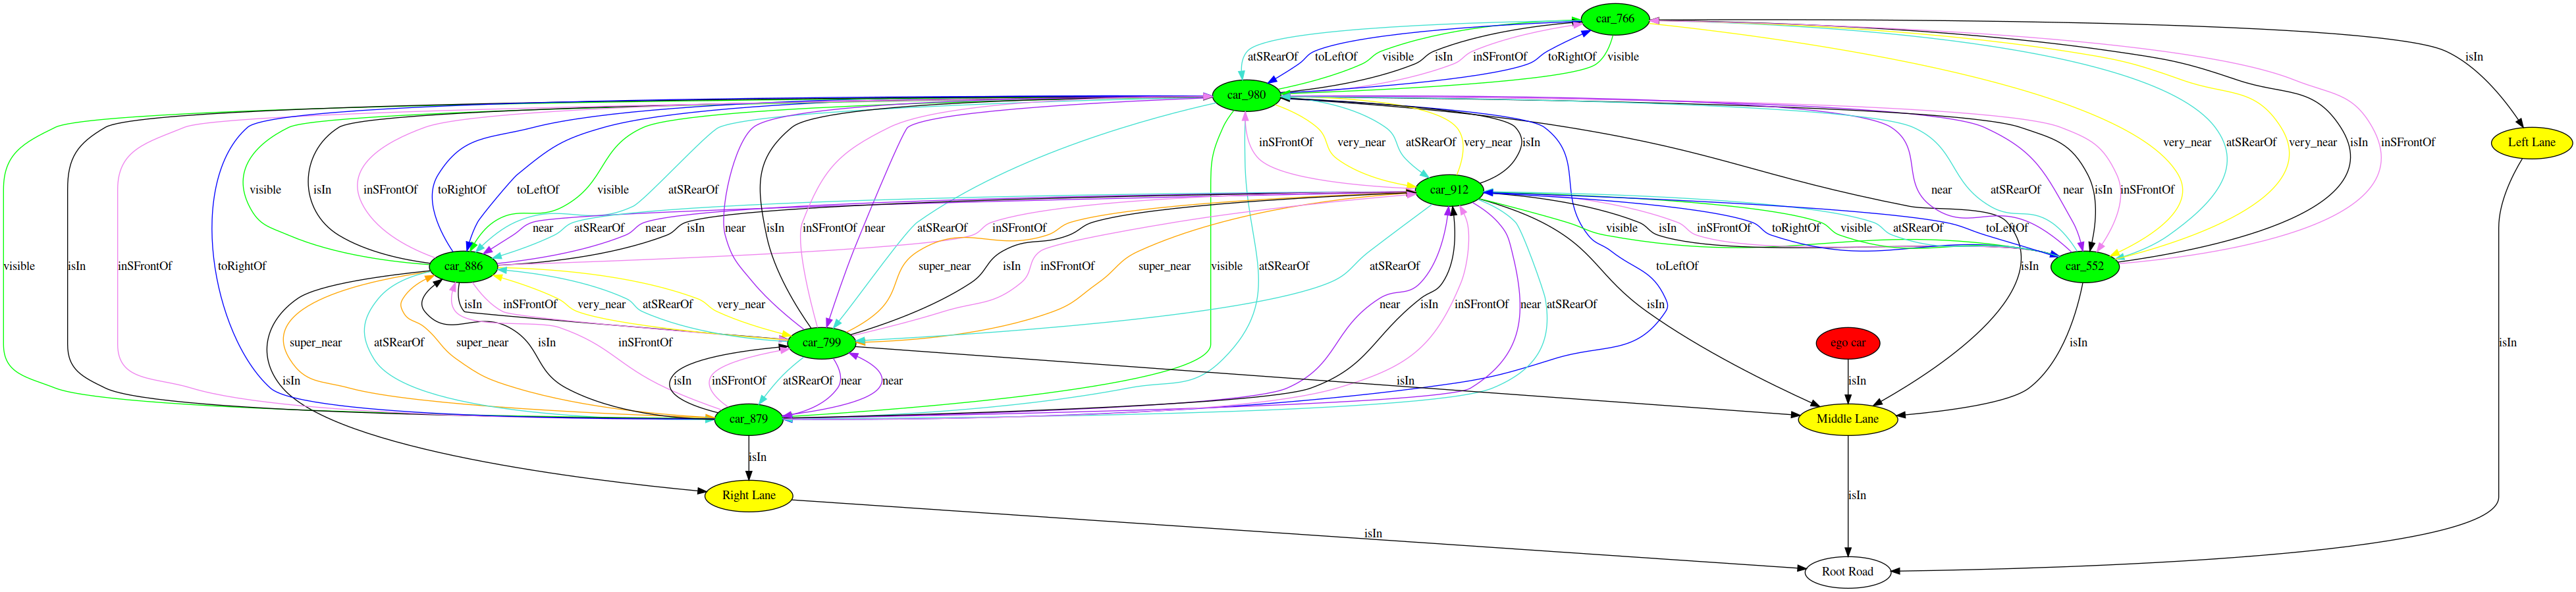 car_766
atSRearOf toLeftOf visible isIn inSFrontOf toRightOf visible isIn
car_980
inSFrontOf very_near atSRearOf very_near isIn very_near atSRearOf very_near isIn inSFrontOf Left Lane
visible isIn inSFrontOf toRightOf toLeftOf visible atSRearOf car_912 near atSRearOf near isIn inSFrontOf
near atSRearOf near isIn near isIn inSFrontOf near atSRearOf inSFrontOf visible isIn inSFrontOf toRightOf visible atSRearOf toLeftOf
visible isIn inSFrontOf toRightOf car_886 super_near isIn inSFrontOf atSRearOf super_near visible atSRearOf toLeftOf isIn car_552
isIn inSFrontOf very_near atSRearOf very_near near isIn inSFrontOf near atSRearOf isIn
super_near atSRearOf super_near isIn inSFrontOf car_799 ego car isIn isIn
isIn isIn inSFrontOf atSRearOf near near isIn isIn
car_879 Middle Lane
isIn
Right Lane isIn
isIn
Root Road